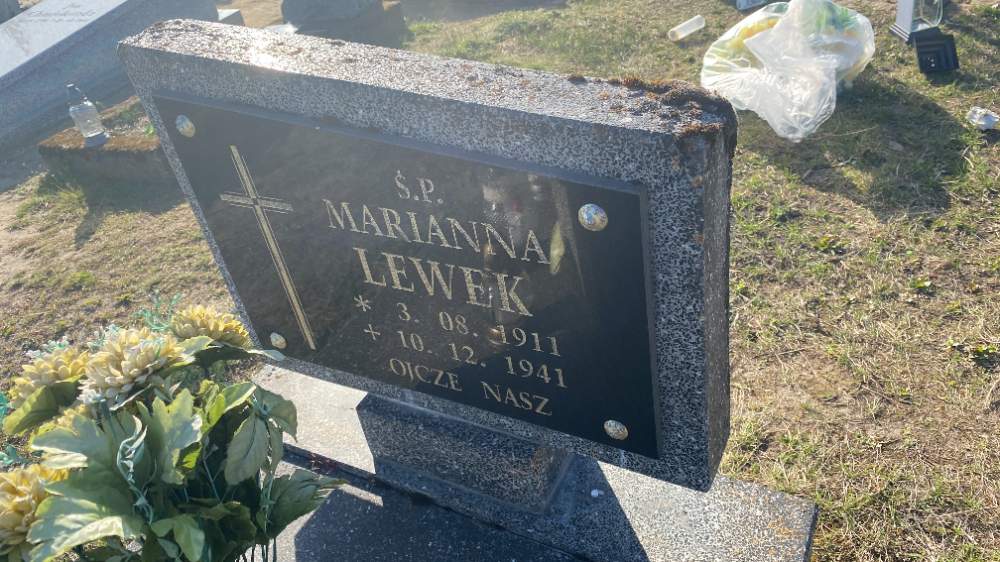 Ś.P.
MARIANNA
LEWEK
* 3. 08. 1911
+ 10. 12. 1941
OJCZE NASZ